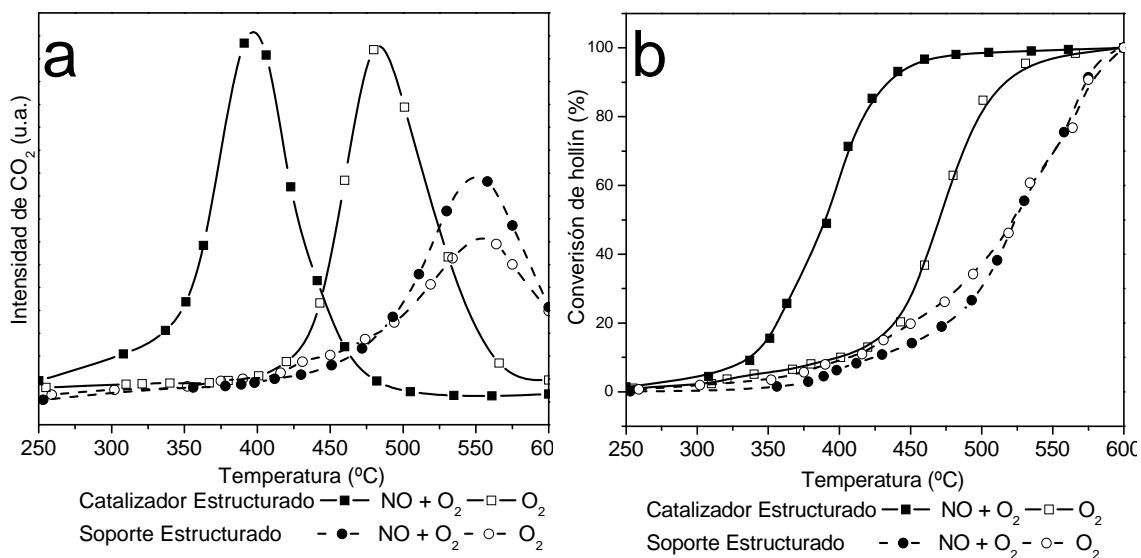 a
Intensidad de CO2 (u.a.)
250 300 350 400 450 500 550 600
Temperatura (ºC)
Catalizador Estructurado NO + O2 O2
Soporte Estructurado NO + O2 O2
b
Converisón de hollín (%)
100
80
60
40
20
0
250 300 350 400 450 500 550 600
Temperatura (ºC)
Catalizador Estructurado NO + O2 O2
Soporte Estructurado NO + O2 O2